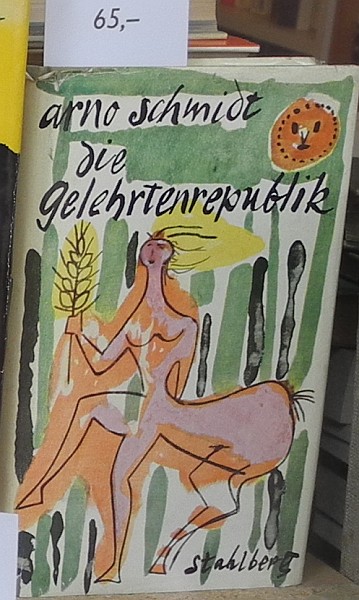 65,-
arno schmidt
die
gelehrtenrepublik
stahlberg